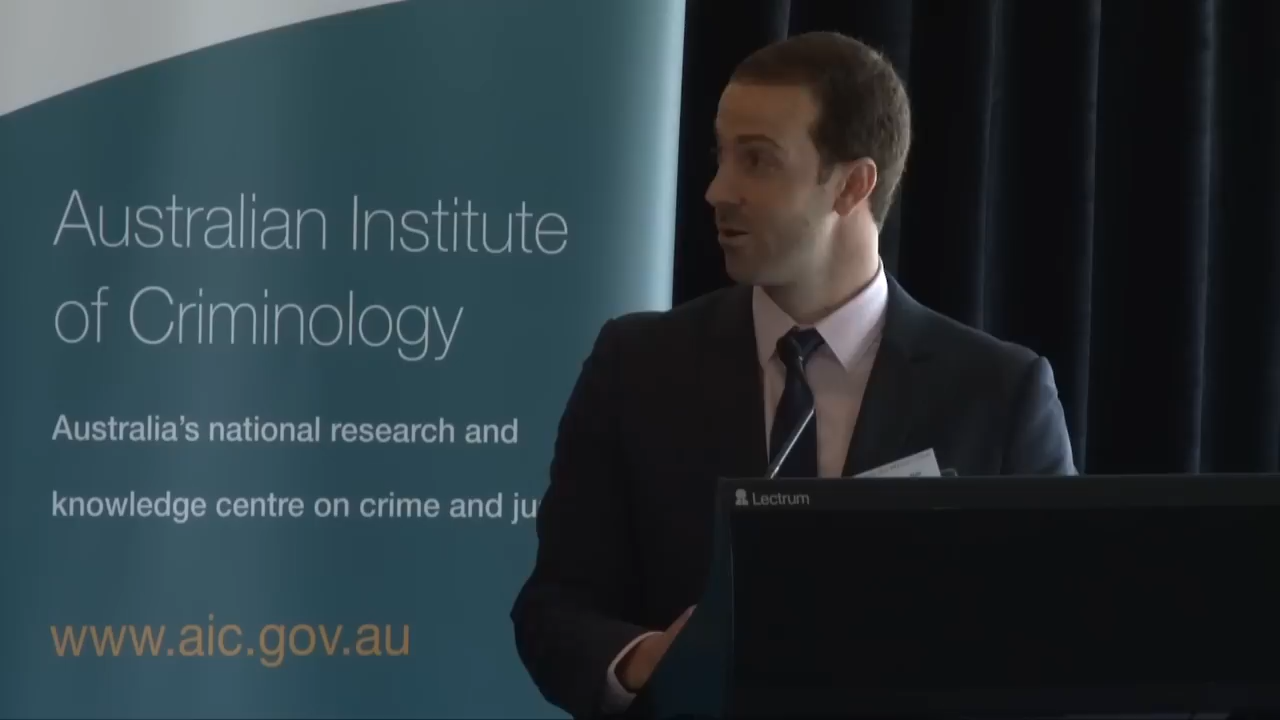 Australian Institute
of Criminology
Australia's national research and
knowledge centre on crime and ju
www.aic.gov.au
Lectrum